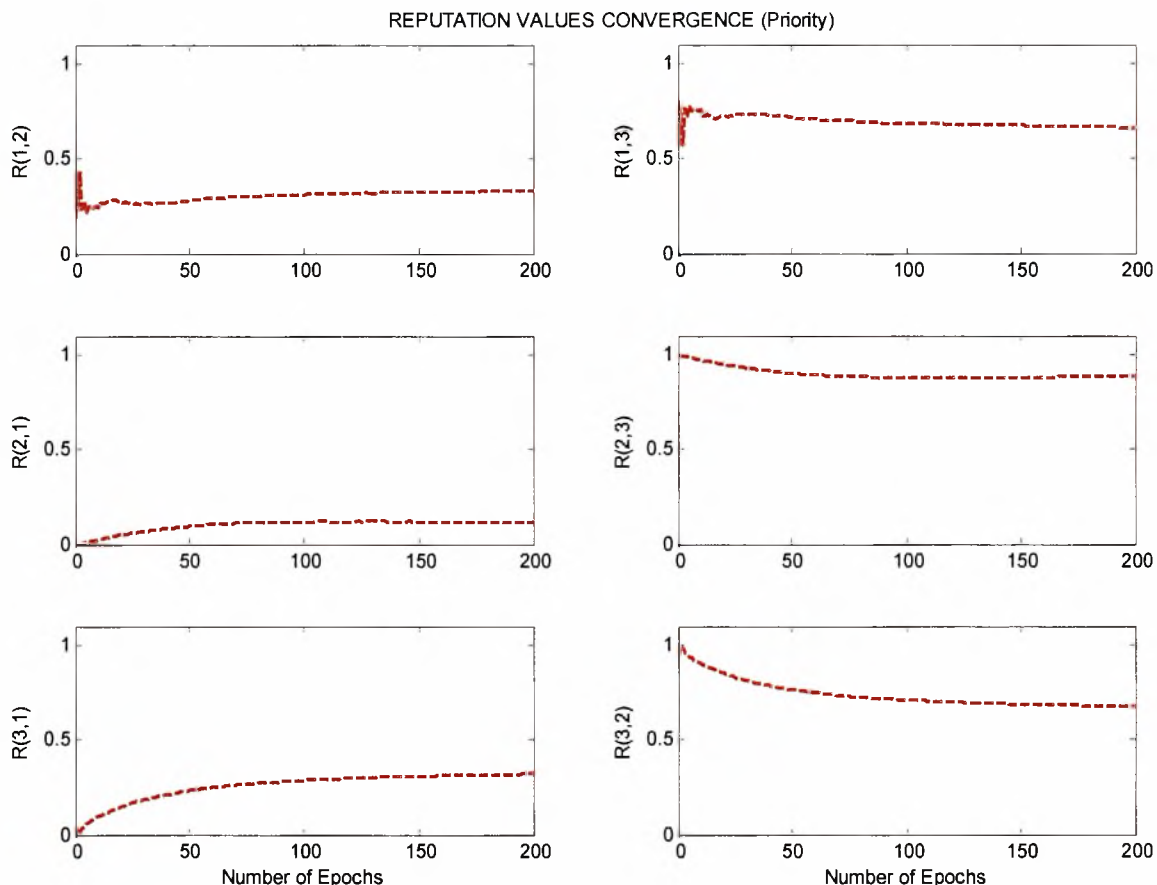 REPUTATION VALUES CONVERGENCE (Priority)
R(1,2)
1
0.5
0
0 50 100 150 200
R(1,3)
1
0.5
0
0 50 100 150 200
R(2,1)
1
0.5
0
0 50 100 150 200
R(2,3)
1
0.5
0
0 50 100 150 200
R(3,1)
1
0.5
0
0 50 100 150 200
Number of Epochs
R(3,2)
1
0.5
0
0 50 100 150 200
Number of Epochs